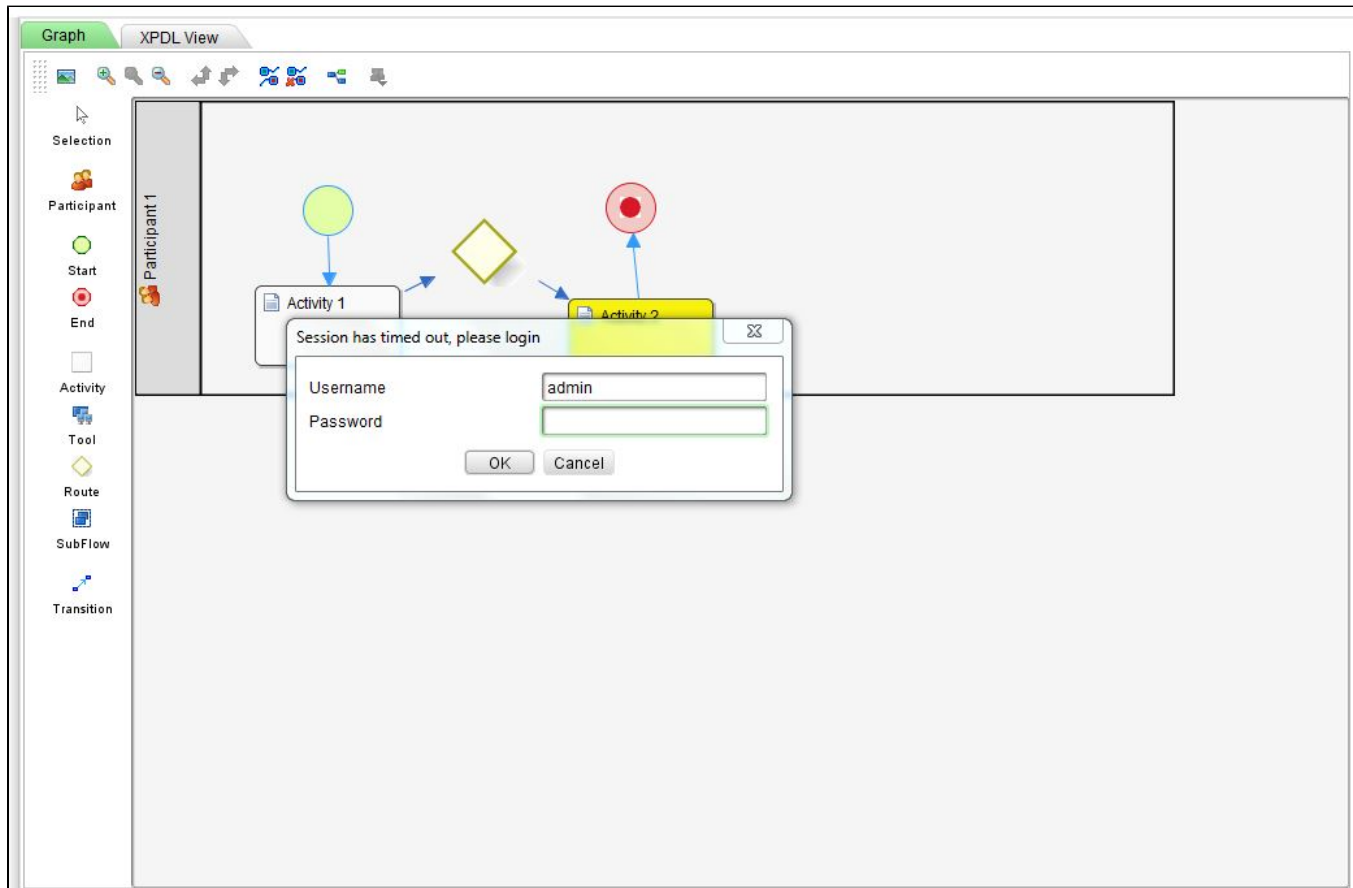 Graph
XPDL View
Selection
Participant
Start
End
Activity
Tool
Route
SubFlow
Transition
Participant 1
Activity 1
Activity 2
Session has timed out, please login
Username
admin
Password
OK
Cancel